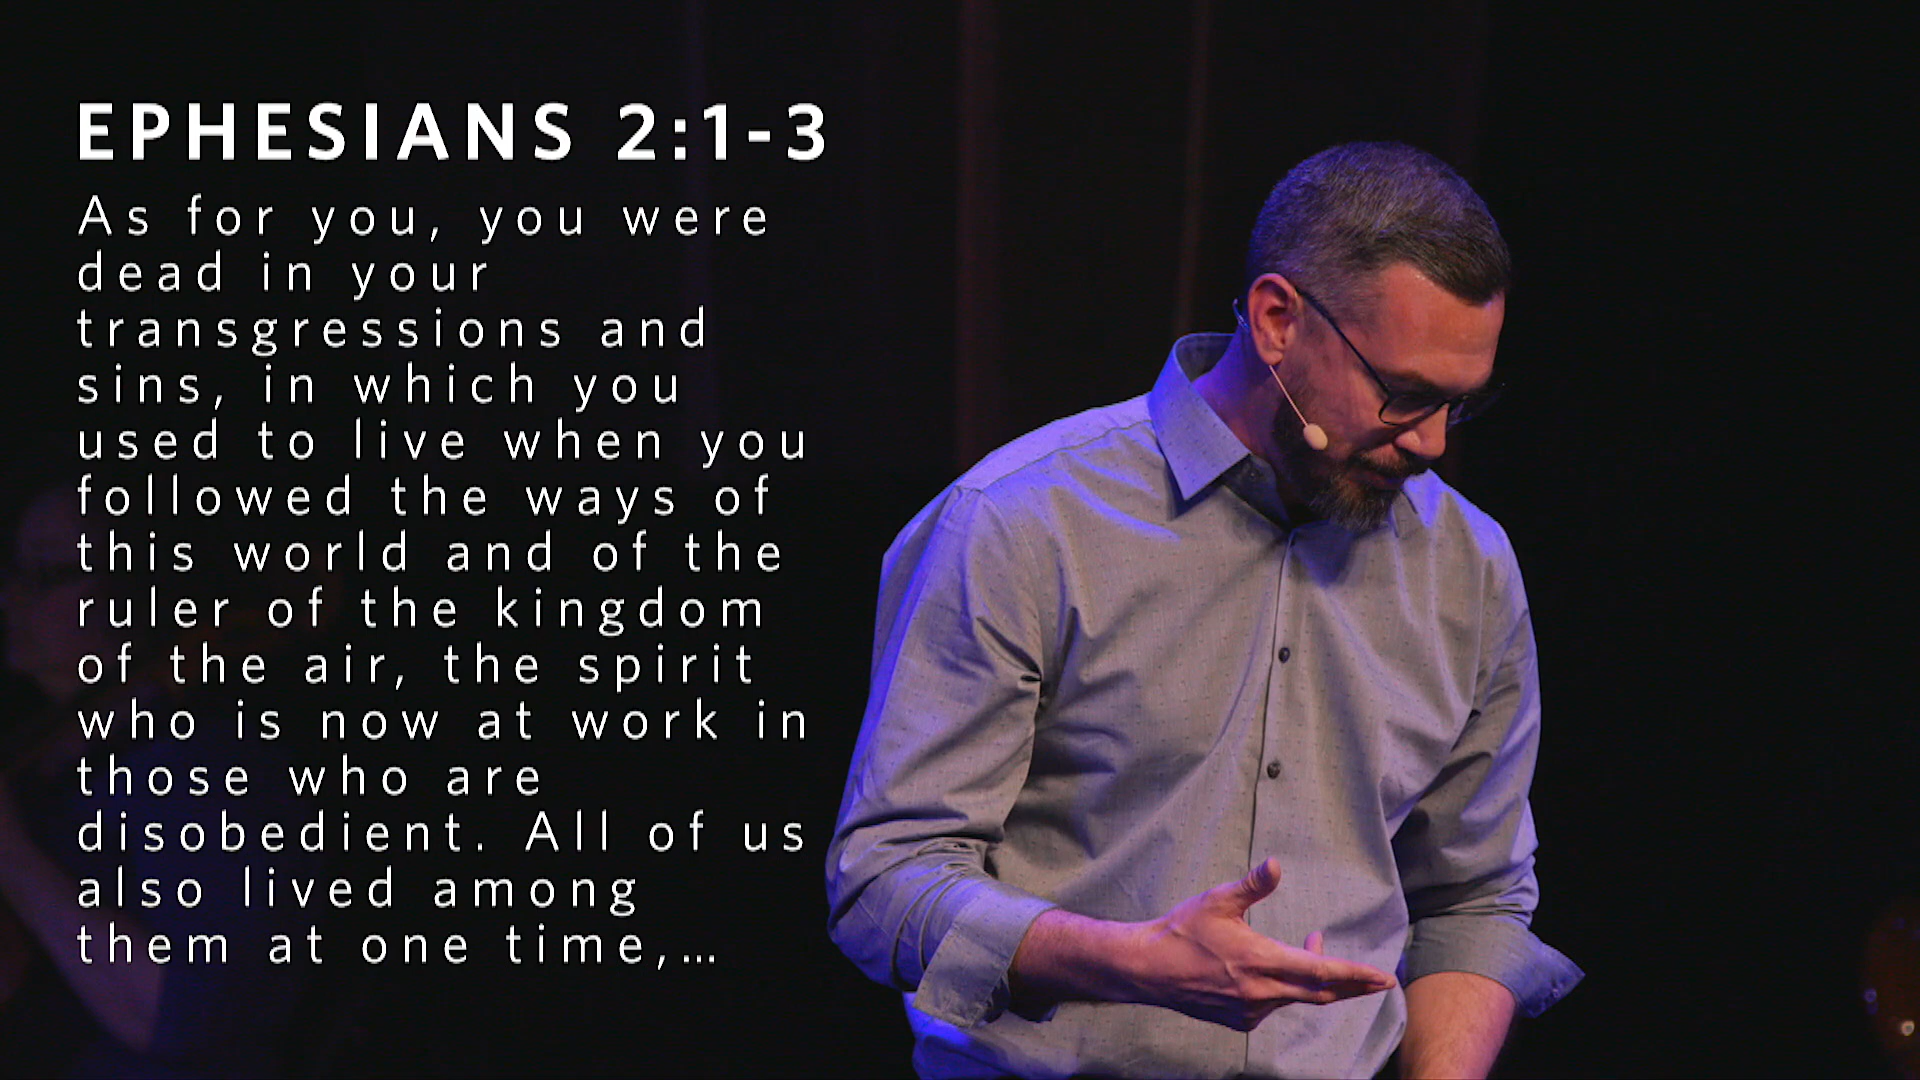 EPHESIANS 2:1-3
As for you, you were
dead in your
transgressions and
sins, in which you
used to live when you
followed the ways of
this world and of the
ruler of the kingdom
of the air, the spirit
who is now at work in
those who are
disobedient. All of us
also lived among
them at one time,…